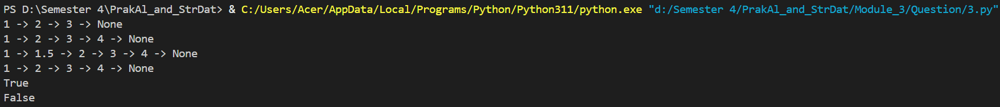 PS D:\Semester 4\PrakAl_and_StrDat> & C:/Users/Acer/AppData/Local/Programs/Python/Python311/python.exe "d:/Semester 4/PrakAl_and_StrDat/Module_3/Question/3.py"
1 -> 2 -> 3 -> None
1 -> 2 -> 3 -> 4 -> None
1 -> 1.5 -> 2 -> 3 -> 4 -> None
1 -> 2 -> 3 -> 4 -> None
True
False